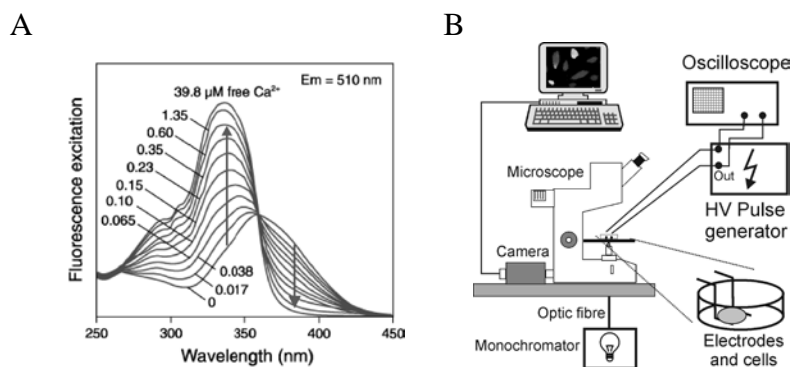 A
Fluorescence excitation
39.8 µM free Ca²⁺
Em = 510 nm
1.35
0.60
0.35
0.23
0.15
0.10
0.065
0.038
0.017
0
250
300
350
400
450
Wavelength (nm)
B
Oscilloscope
Microscope
Out
HV Pulse
generator
Camera
Optic fibre
Monochromator
Electrodes
and cells